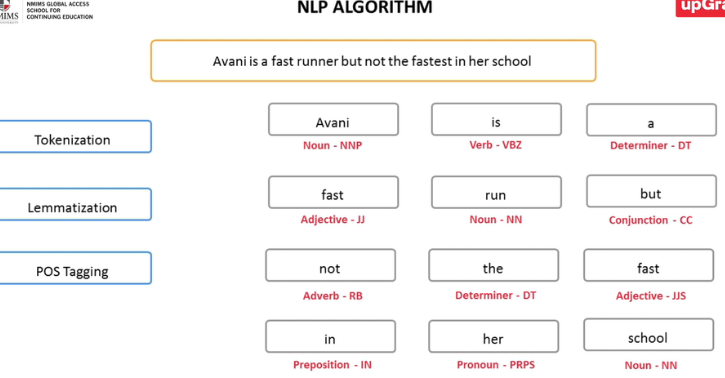 NMIMS GLOBAL ACCESS
SCHOOL FOR
CONTINUING EDUCATION
NLP ALGORITHM
Avani is a fast runner but not the fastest in her school
Tokenization
Avani
is
a
Noun - NNP
Verb - VBZ
Determiner - DT
Lemmatization
fast
run
but
Adjective - JJ
Noun - NN
Conjunction - CC
POS Tagging
not
the
fast
Adverb - RB
Determiner - DT
Adjective - JJS
in
her
school
Preposition - IN
Pronoun - PRPS
Noun - NN